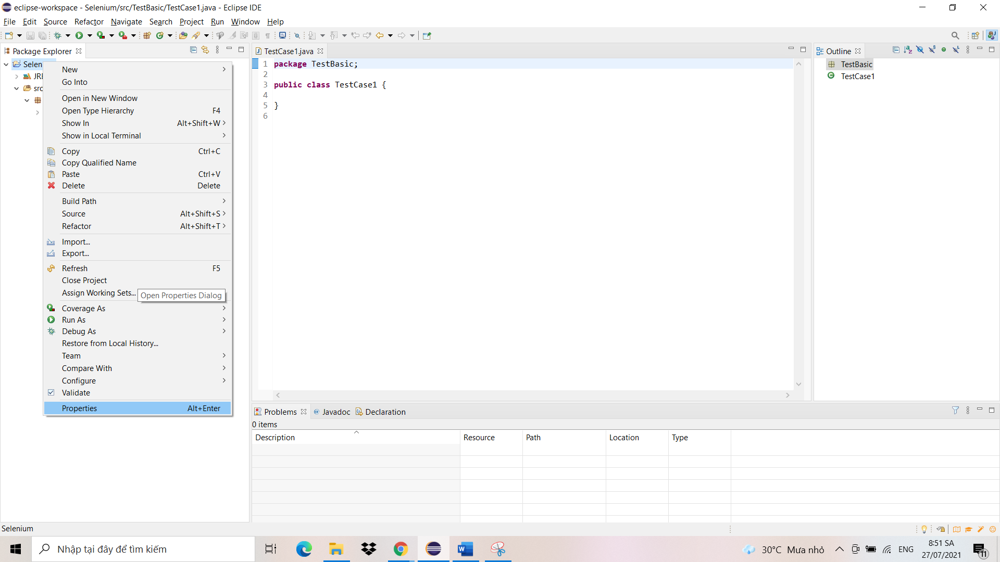 eclipse-workspace - Selenium/src/TestBasic/TestCase1.java - Eclipse IDE
File Edit Source Refactor Navigate Search Project Run Window Help
Package Explorer
Selen
JRE
src
New
Go Into
Open in New Window
Open Type Hierarchy F4
Show In Alt+Shift+W
Show in Local Terminal
Copy Ctrl+C
Copy Qualified Name
Paste Ctrl+V
Delete Delete
Build Path
Source Alt+Shift+S
Refactor Alt+Shift+T
Import...
Export...
Refresh F5
Close Project
Assign Working Sets...
Open Properties Dialog
Coverage As
Run As
Debug As
Restore from Local History...
Team
Compare With
Configure
Validate
Properties Alt+Enter
TestCase1.java
1 package TestBasic;
2
3 public class TestCase1 {
4
5 }
6
Outline
TestBasic
TestCase1
Problems Javadoc Declaration
0 items
Description Resource Path Location Type
Selenium
Nhập tại đây để tìm kiếm
30°C Mưa nhỏ
ENG
8:51 SA
27/07/2021
11